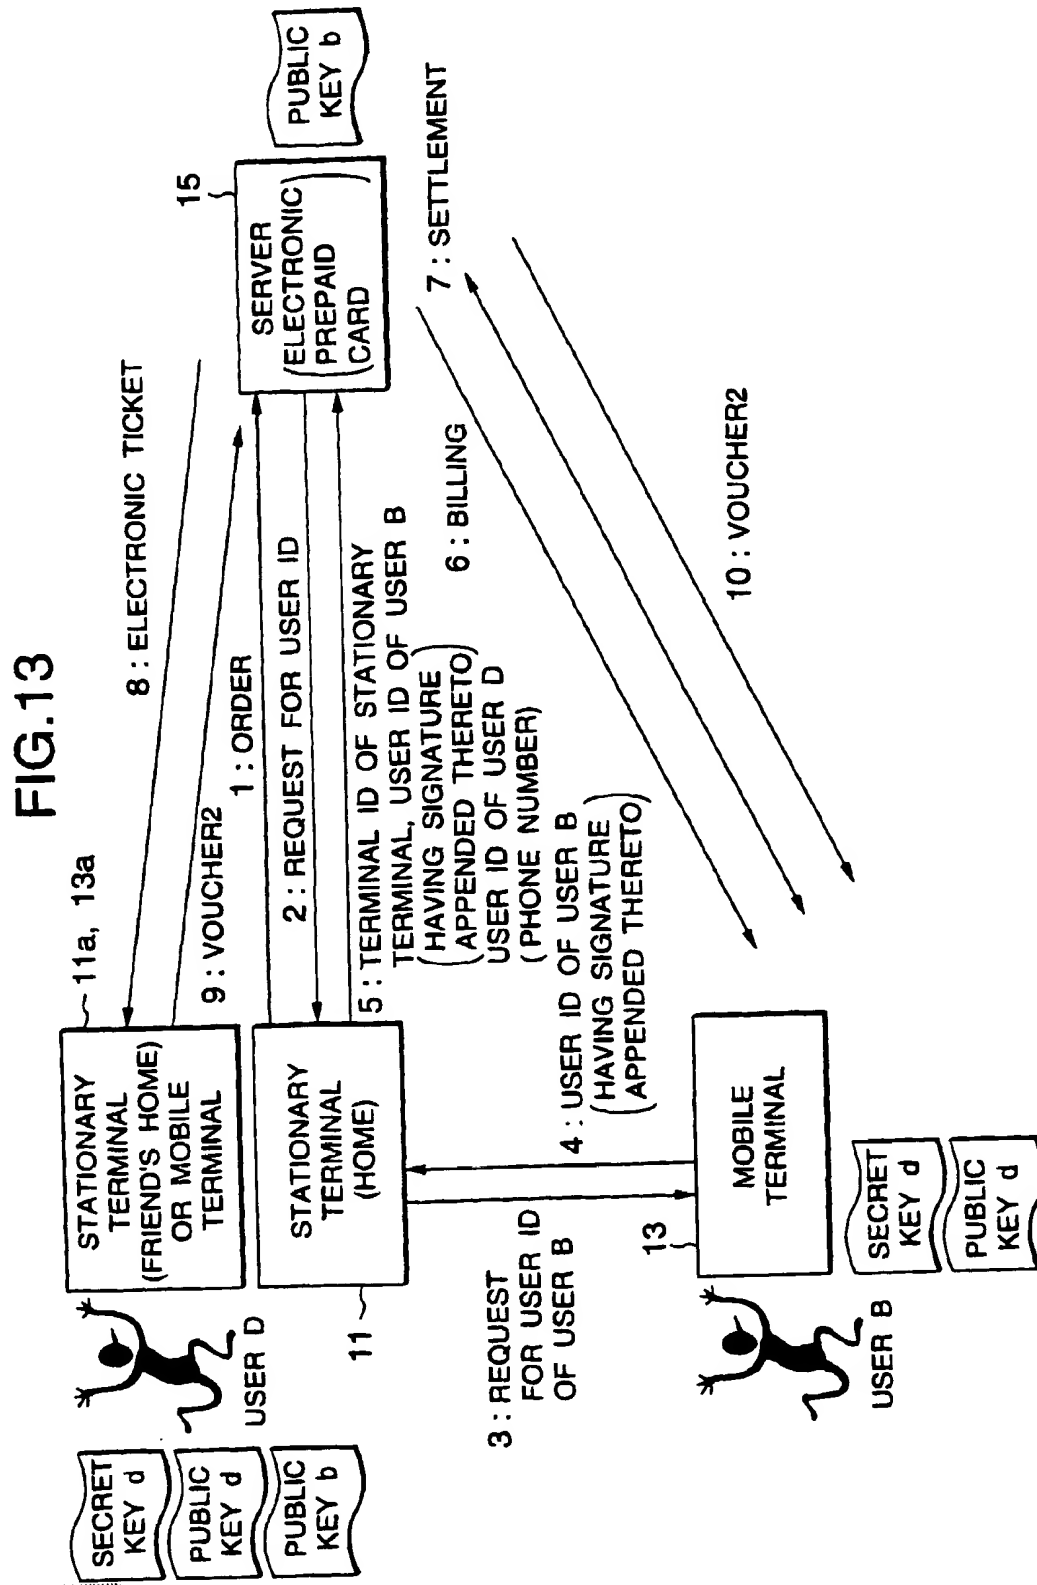 FIG.13
SECRET
KEY d
PUBLIC
KEY d
PUBLIC
KEY b
USER D
STATIONARY
TERMINAL
(FRIEND'S HOME)
OR MOBILE
TERMINAL
11a, 13a
8 : ELECTRONIC TICKET
9 : VOUCHER2
1 : ORDER
2 : REQUEST FOR USER ID
5 : TERMINAL ID OF STATIONARY
TERMINAL, USER ID OF USER B
(HAVING SIGNATURE
APPENDED THERETO)
USER ID OF USER D
(PHONE NUMBER)
STATIONARY
TERMINAL
(HOME)
11
15
SERVER
(ELECTRONIC
PREPAID
CARD)
PUBLIC
KEY b
6 : BILLING
7 : SETTLEMENT
10 : VOUCHER2
3 : REQUEST
FOR USER ID
OF USER B
4 : USER ID OF USER B
(HAVING SIGNATURE
APPENDED THERETO)
13
MOBILE
TERMINAL
USER B
SECRET
KEY d
PUBLIC
KEY d